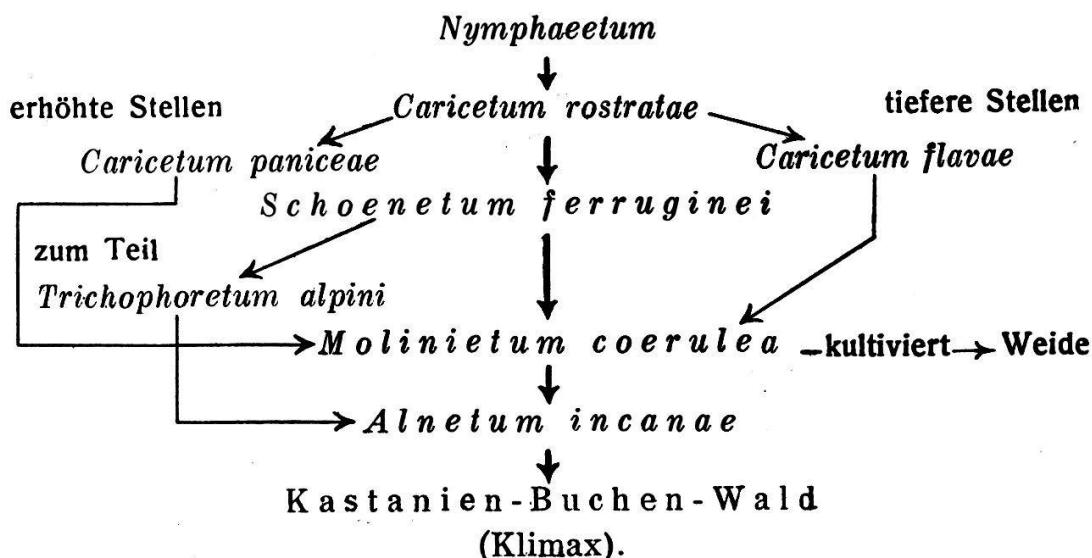 Nymphaeetum
erhöhte Stellen
Caricetum rostratae
tiefere Stellen
Caricetum paniceae
Caricetum flavae
Schoenetum ferruginei
zum Teil
Trichophoretum alpini
Molinietum coerulea
kultiviert
Weide
Alnetum incanae
Kastanien-Buchen-Wald
(Klimax).